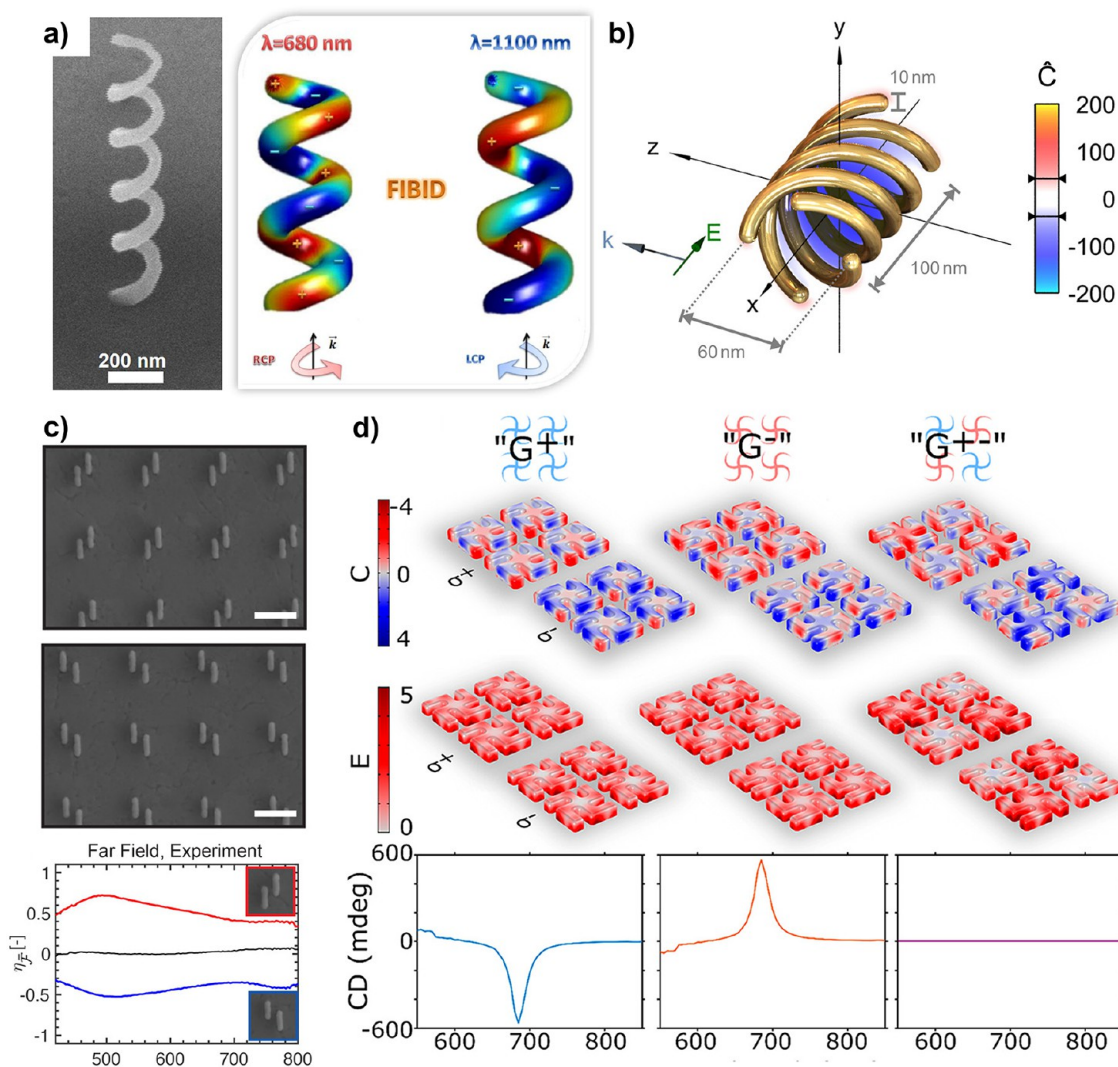 a)
200 nm
λ=680 nm
λ=1100 nm
+
−
+
−
+
−
+
−
+
−
+
−
+
−
FIBID
RCP
k
LCP
k
b)
y
10 nm
z
k
E
x
60 nm
100 nm
Ĉ
200
100
0
-100
-200
c)
Far Field, Experiment
1
0.5
0
-0.5
-1
500
600
700
800
d)
"G+"
"G-"
"G+-"
C
-4
0
4
σ+
σ-
E
5
0
σ+
σ-
CD (mdeg)
600
0
-600
600
700
800
600
700
800
600
700
800